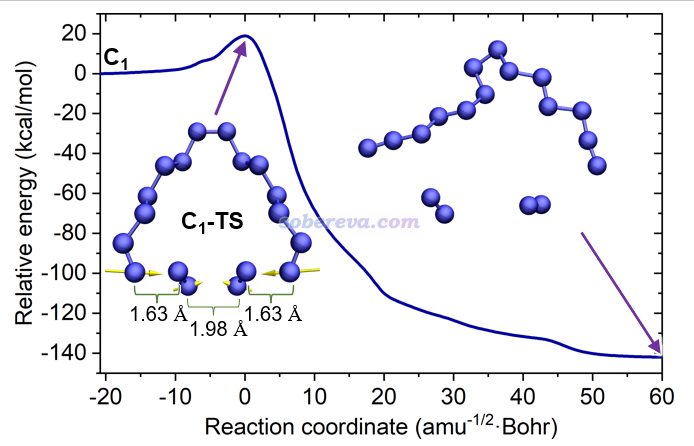 20
0
-20
-40
-60
-80
-100
-120
-140
Relative energy (kcal/mol)
C1
C1-TS
sobereva.com
1.63 Å
1.98 Å
1.63 Å
-20
-10
0
10
20
30
40
50
60
Reaction coordinate (amu-1/2·Bohr)